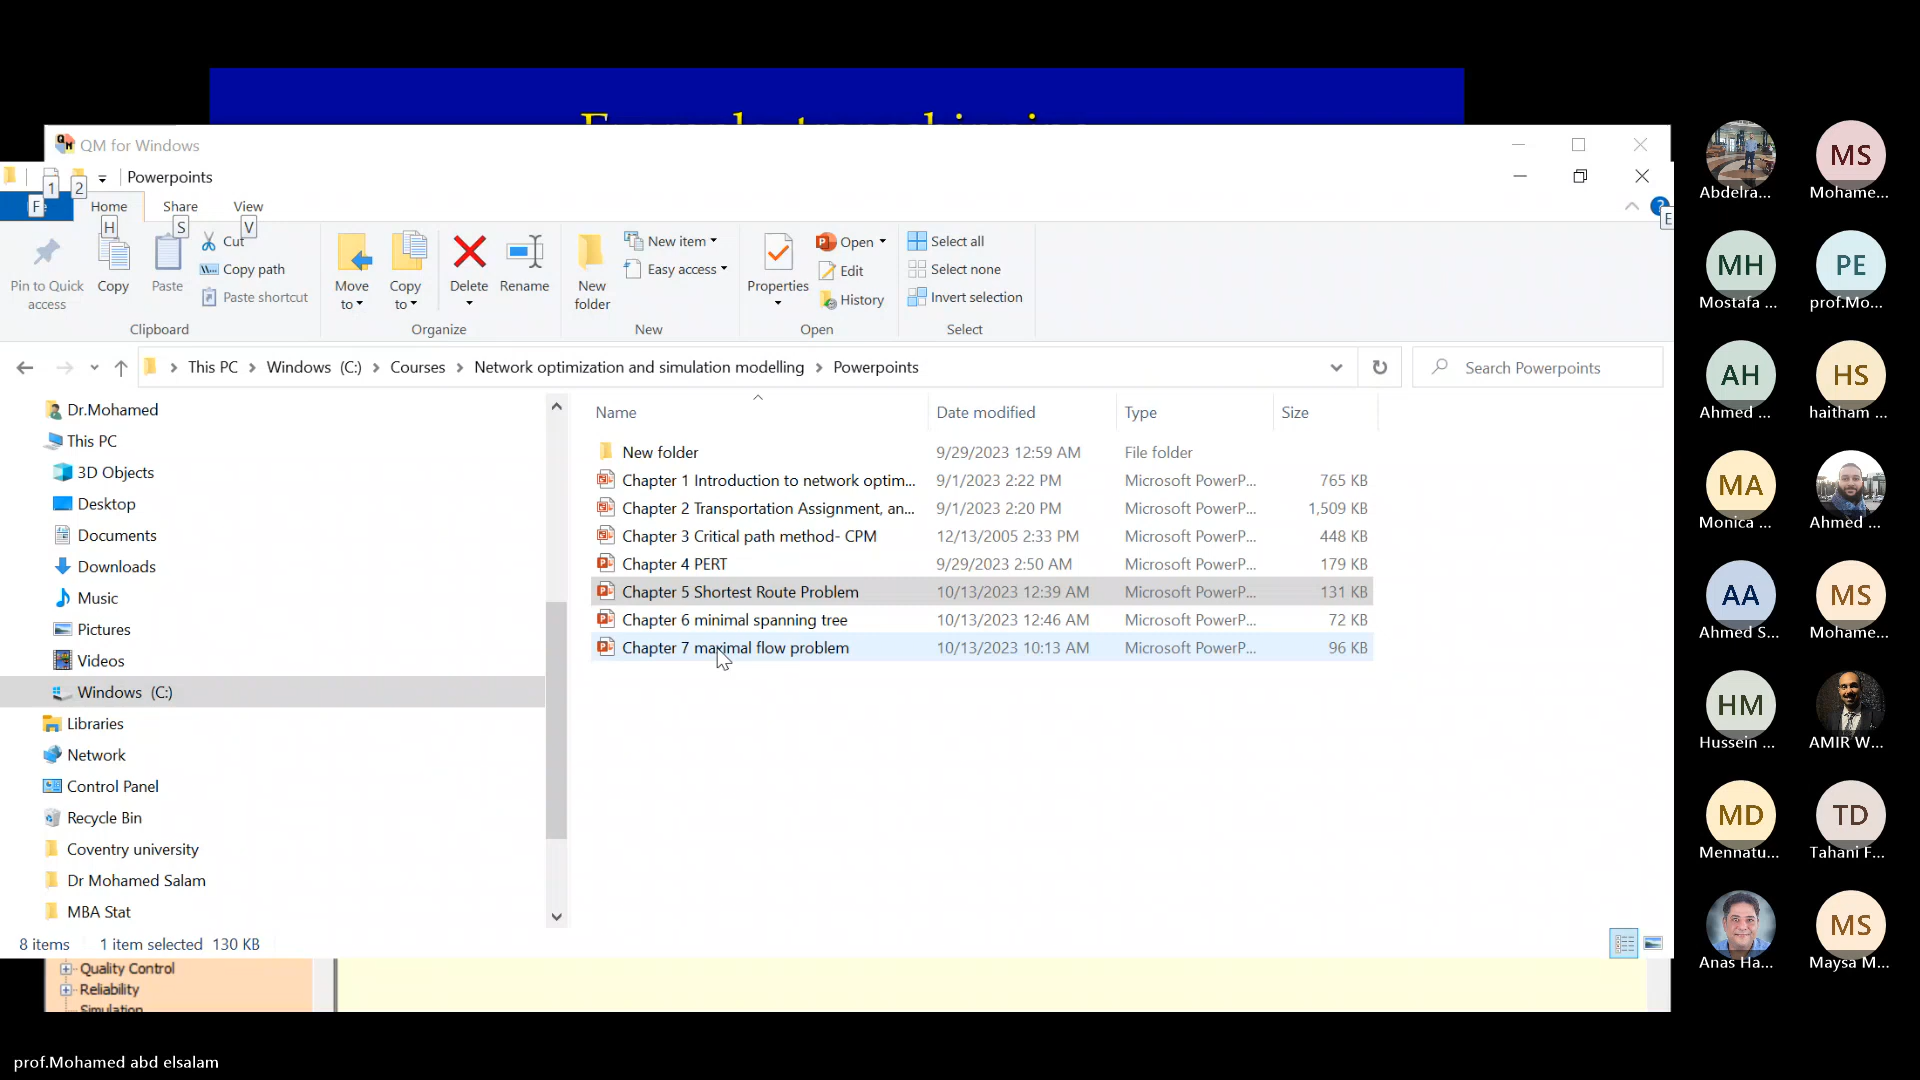 Example transshipping
QM for Windows
Powerpoints
1
2
F
Home
Share
View
H
S
V
E
Pin to Quick access
Copy
Paste
Cut
Copy path
Paste shortcut
Clipboard
Move to
Copy to
Delete
Rename
Organize
New folder
New item
Easy access
New
Properties
Open
Edit
History
Open
Select all
Select none
Invert selection
Select
This PC > Windows (C:) > Courses > Network optimization and simulation modelling > Powerpoints
Search Powerpoints
Dr.Mohamed
This PC
3D Objects
Desktop
Documents
Downloads
Music
Pictures
Videos
Windows (C:)
Libraries
Network
Control Panel
Recycle Bin
Coventry university
Dr Mohamed Salam
MBA Stat
Name Date modified Type Size
New folder 9/29/2023 12:59 AM File folder
Chapter 1 Introduction to network optim... 9/1/2023 2:22 PM Microsoft PowerP... 765 KB
Chapter 2 Transportation Assignment, an... 9/1/2023 2:20 PM Microsoft PowerP... 1,509 KB
Chapter 3 Critical path method- CPM 12/13/2005 2:33 PM Microsoft PowerP... 448 KB
Chapter 4 PERT 9/29/2023 2:50 AM Microsoft PowerP... 179 KB
Chapter 5 Shortest Route Problem 10/13/2023 12:39 AM Microsoft PowerP... 131 KB
Chapter 6 minimal spanning tree 10/13/2023 12:46 AM Microsoft PowerP... 72 KB
Chapter 7 maximal flow problem 10/13/2023 10:13 AM Microsoft PowerP... 96 KB
8 items 1 item selected 130 KB
Quality Control
Reliability
Simulation
Abdelra...
MS
Mohame...
MH
Mostafa ...
PE
prof.Mo...
AH
Ahmed ...
HS
haitham ...
MA
Monica ...
Ahmed ...
AA
Ahmed S...
MS
Mohame...
HM
Hussein ...
AMIR W...
MD
Mennatu...
TD
Tahani F...
Anas Ha...
MS
Maysa M...
prof.Mohamed abd elsalam